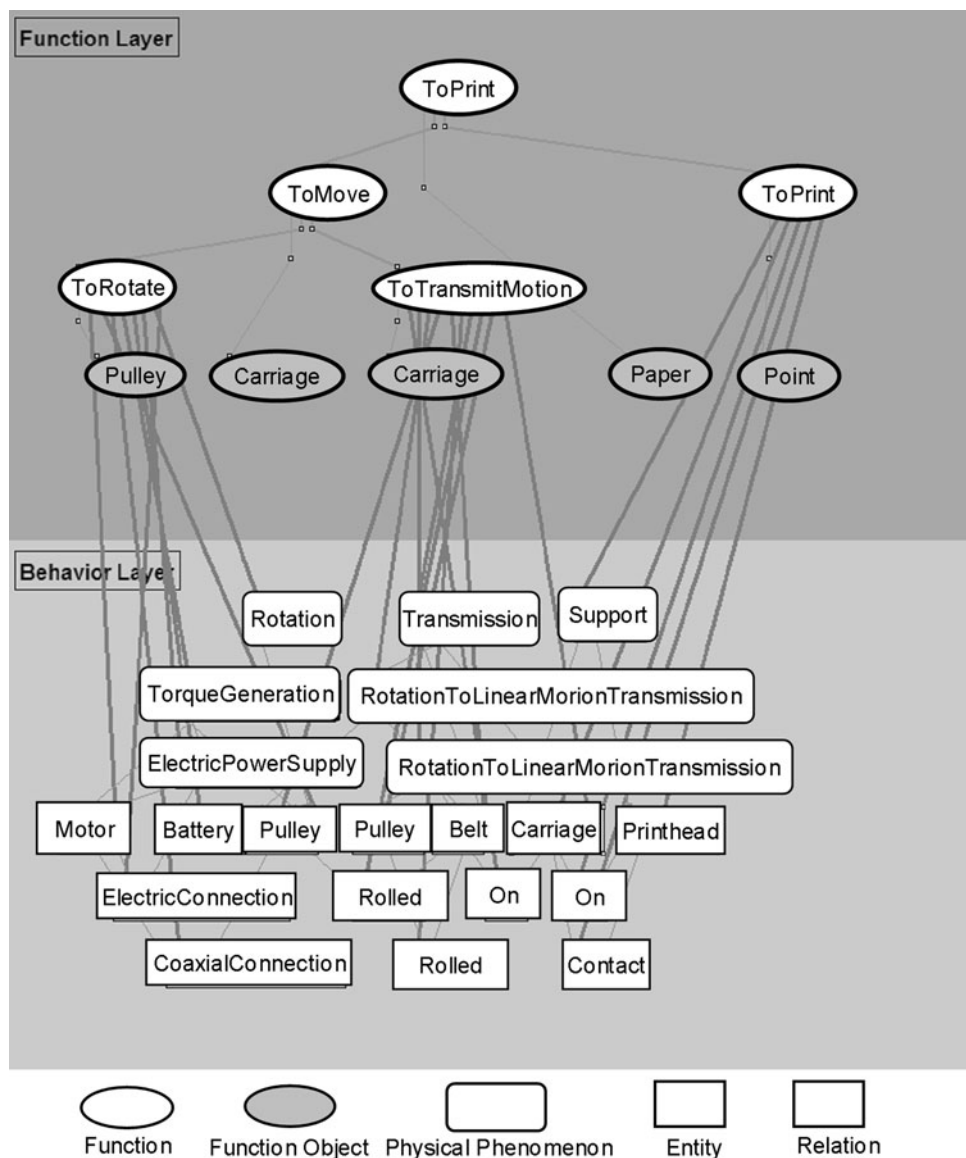 Function Layer
ToPrint
ToMove
ToPrint
ToRotate
ToTransmitMotion
Pulley
Carriage
Carriage
Paper
Point
Behavior Layer
Rotation
Transmission
Support
TorqueGeneration
RotationToLinearMorionTransmission
ElectricPowerSupply
RotationToLinearMorionTransmission
Motor
Battery
Pulley
Pulley
Belt
Carriage
Printhead
ElectricConnection
Rolled
On
On
CoaxialConnection
Rolled
Contact
Function
Function Object
Physical Phenomenon
Entity
Relation